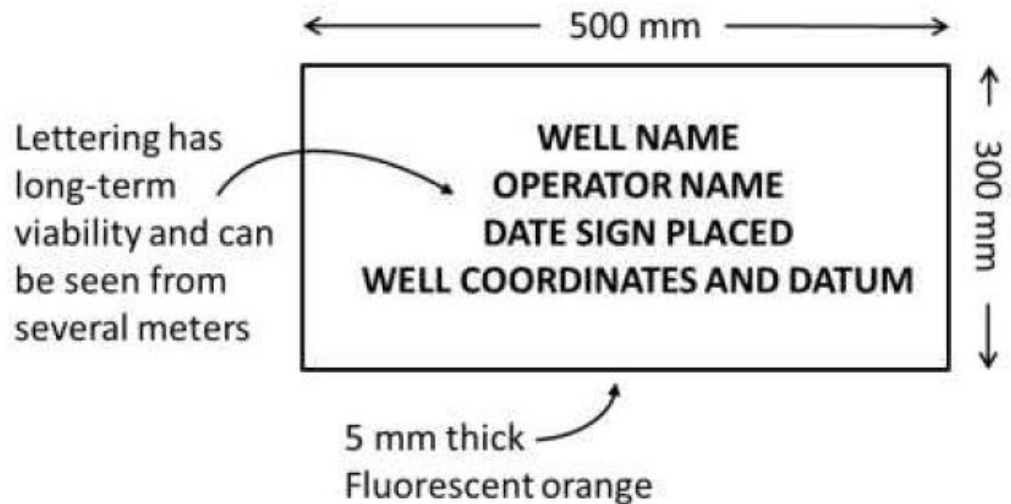 500 mm
Lettering has
long-term
viability and can
be seen from
several meters
WELL NAME
OPERATOR NAME
DATE SIGN PLACED
WELL COORDINATES AND DATUM
300 mm
5 mm thick
Fluorescent orange